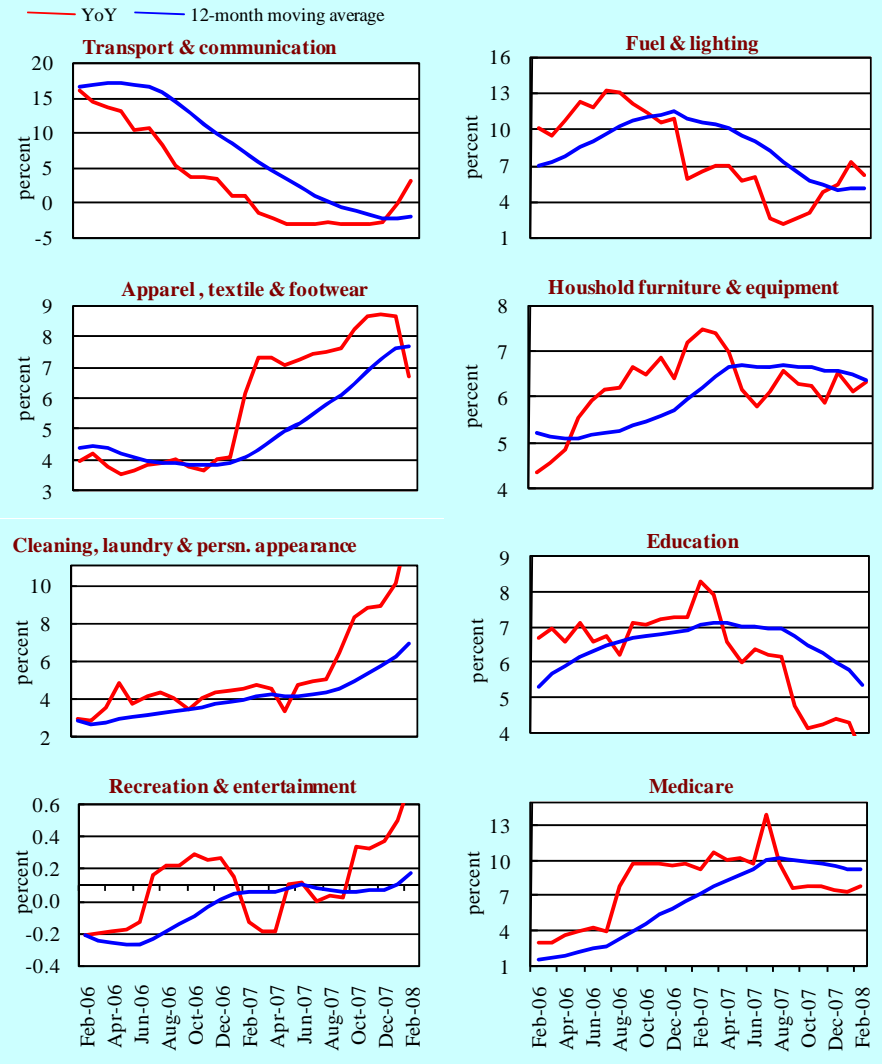 YoY 12-month moving average
Transport & communication
20
15
10
5
0
-5
percent
Fuel & lighting
16
13
10
7
4
1
percent
Apparel , textile & footwear
9
8
7
6
5
4
3
percent
Houshold furniture & equipment
8
7
6
5
4
percent
Cleaning, laundry & persn. appearance
10
8
6
4
2
percent
Education
9
8
7
6
5
4
percent
Recreation & entertainment
0.6
0.4
0.2
0.0
-0.2
-0.4
percent
Feb-06
Apr-06
Jun-06
Aug-06
Oct-06
Dec-06
Feb-07
Apr-07
Jun-07
Aug-07
Oct-07
Dec-07
Feb-08
Medicare
13
10
7
4
1
percent
Feb-06
Apr-06
Jun-06
Aug-06
Oct-06
Dec-06
Feb-07
Apr-07
Jun-07
Aug-07
Oct-07
Dec-07
Feb-08